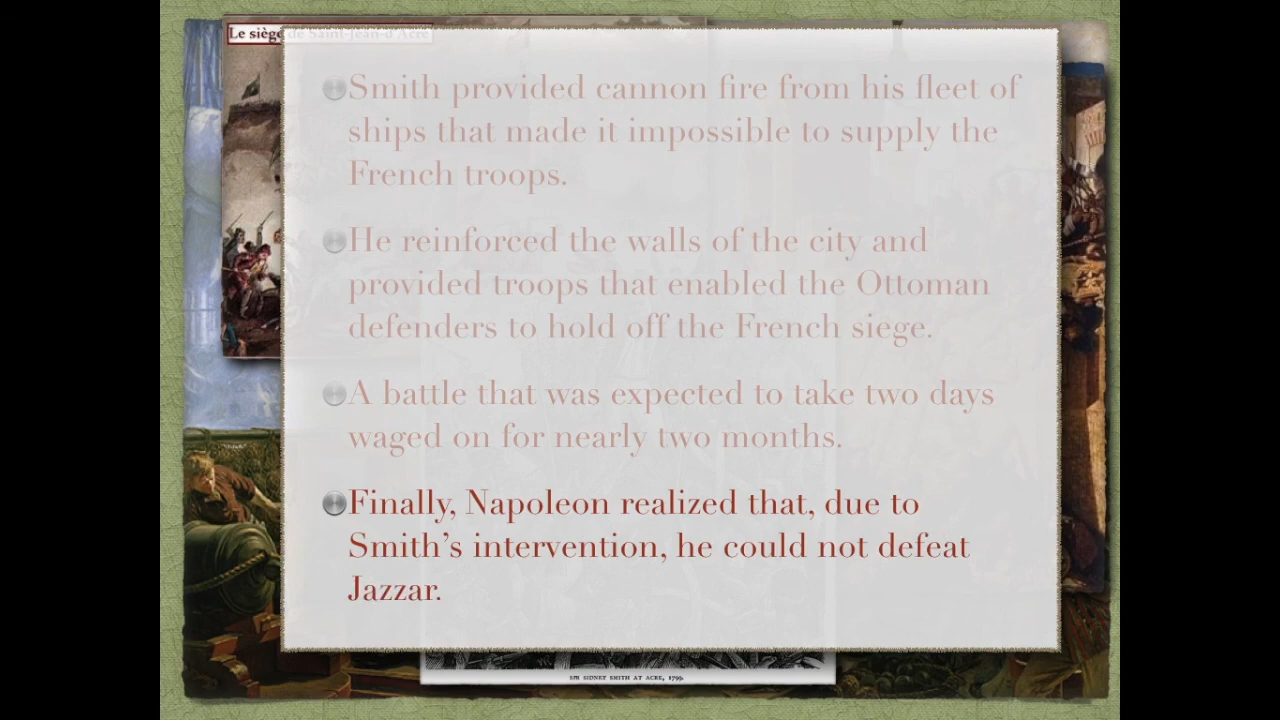 Le siège de Saint-Jean-d'Acre
Smith provided cannon fire from his fleet of
ships that made it impossible to supply the
French troops.
He reinforced the walls of the city and
provided troops that enabled the Ottoman
defenders to hold off the French siege.
A battle that was expected to take two days
waged on for nearly two months.
Finally, Napoleon realized that, due to
Smith’s intervention, he could not defeat
Jazzar.
SIR SIDNEY SMITH AT ACRE, 1799.